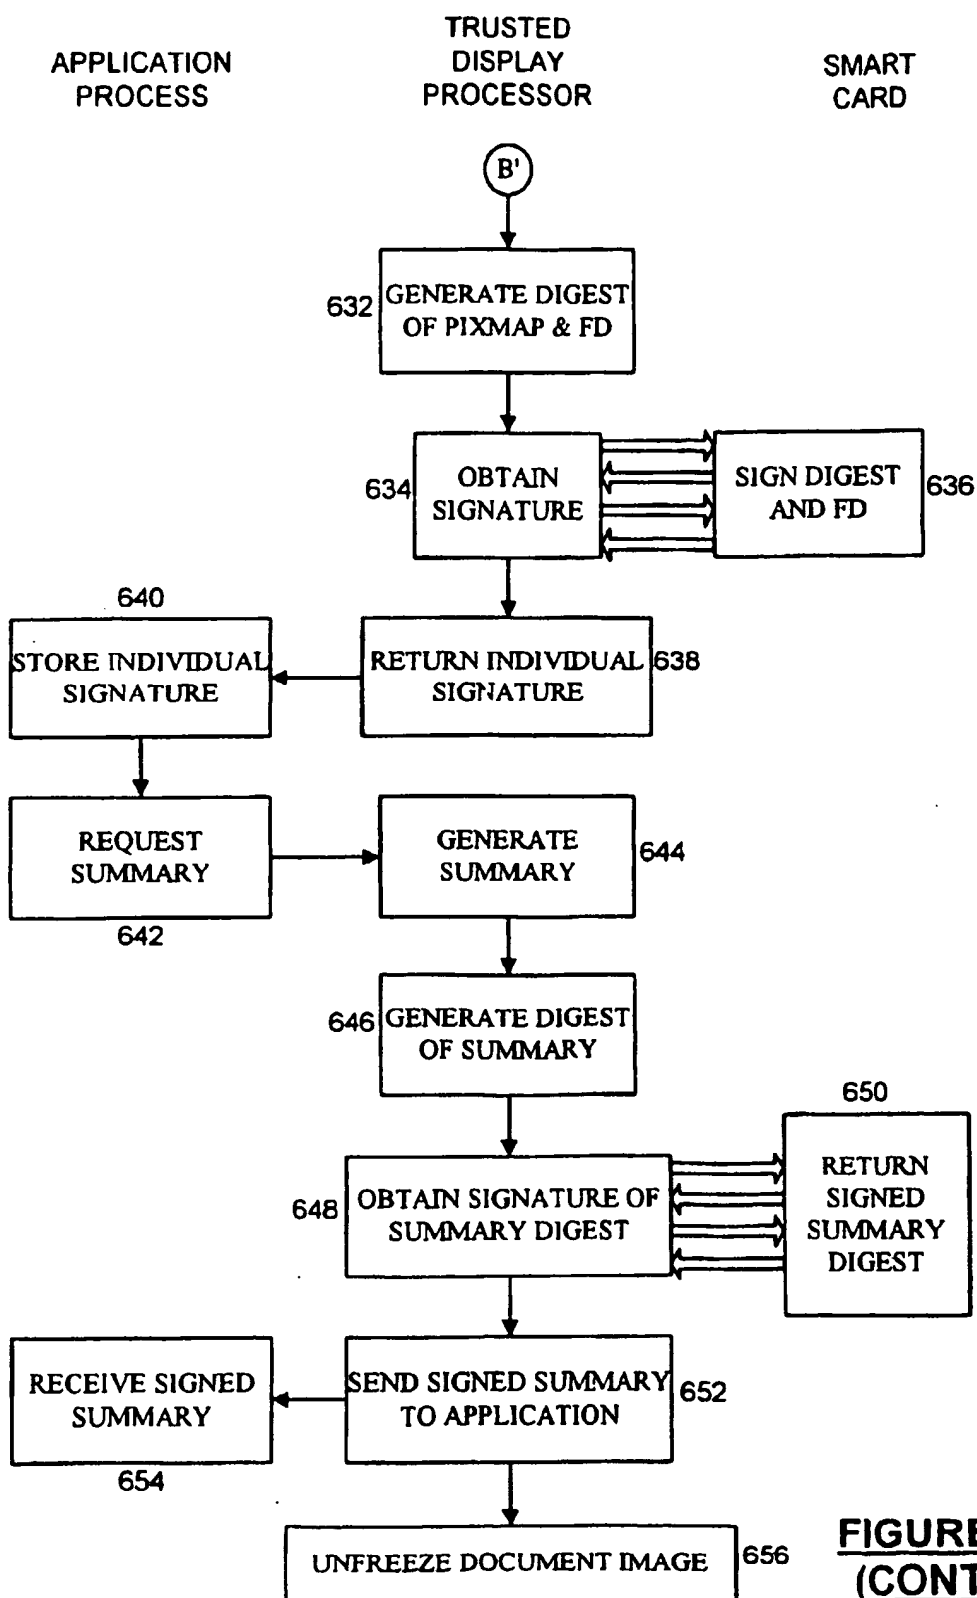 APPLICATION
PROCESS
TRUSTED
DISPLAY
PROCESSOR
SMART
CARD
B'
632
GENERATE DIGEST
OF PIXMAP & FD
634
OBTAIN
SIGNATURE
SIGN DIGEST
AND FD
636
640
STORE INDIVIDUAL
SIGNATURE
RETURN INDIVIDUAL
SIGNATURE
638
REQUEST
SUMMARY
642
GENERATE
SUMMARY
644
646
GENERATE DIGEST
OF SUMMARY
648
OBTAIN SIGNATURE OF
SUMMARY DIGEST
650
RETURN
SIGNED
SUMMARY
DIGEST
RECEIVE SIGNED
SUMMARY
654
SEND SIGNED SUMMARY
TO APPLICATION
652
UNFREEZE DOCUMENT IMAGE
656
FIGURE
(CONT